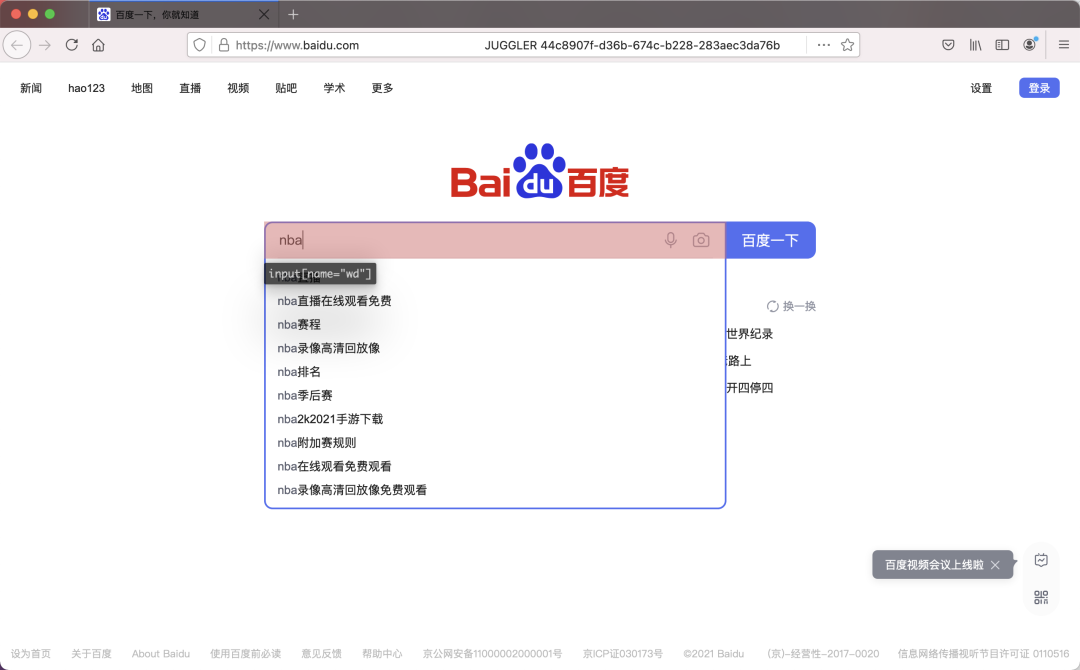 百度一下，你就知道
https://www.baidu.com JUGGLER 44c8907f-d36b-674c-b228-283aec3da76b
新闻 hao123 地图 直播 视频 贴吧 学术 更多 设置 登录
Bai du 百度
nba 百度一下
input[name="wd"]
nba直播
nba直播在线观看免费
换一换
nba赛程
世界纪录
nba录像高清回放像
路上
nba排名
开四停四
nba季后赛
nba2k2021手游下载
nba附加赛规则
nba在线观看免费观看
nba录像高清回放像免费观看
百度视频会议上线啦
设为首页 关于百度 About Baidu 使用百度前必读 意见反馈 帮助中心 京公网安备11000002000001号 京ICP证030173号 ©2021 Baidu (京)-经营性-2017-0020 信息网络传播视听节目许可证 0110516